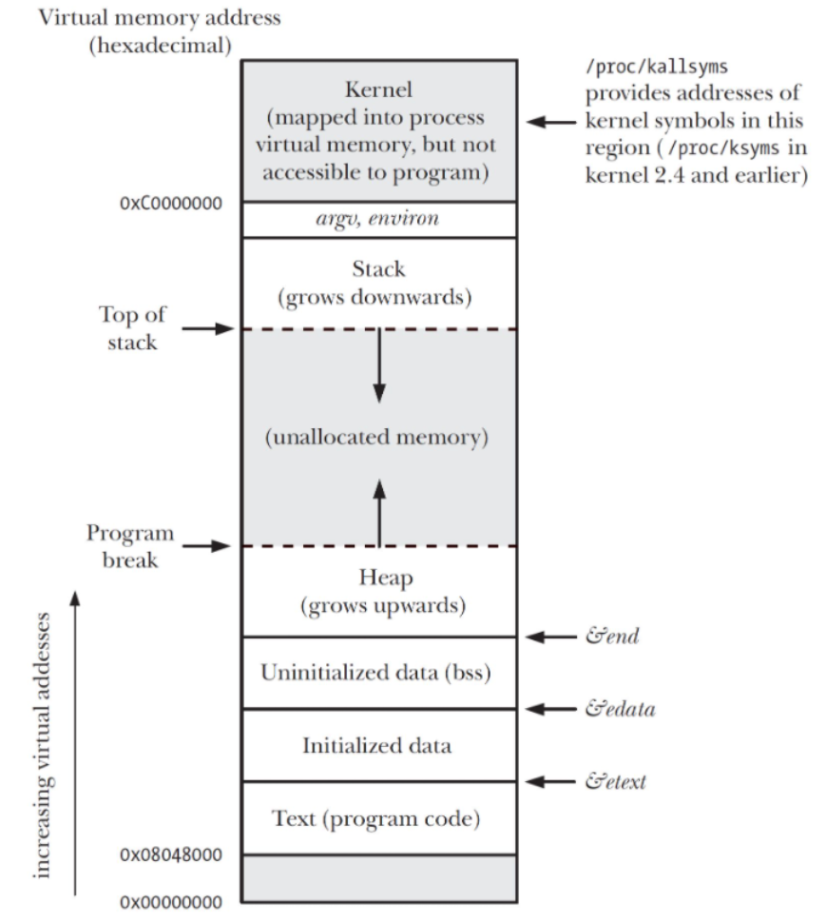 Virtual memory address
(hexadecimal)
/proc/kallsyms
provides addresses of
kernel symbols in this
region (/proc/ksyms in
kernel 2.4 and earlier)
Kernel
(mapped into process
virtual memory, but not
accessible to program)
0xC0000000
argv, environ
Stack
(grows downwards)
Top of
stack
(unallocated memory)
Program
break
Heap
(grows upwards)
&end
Uninitialized data (bss)
&edata
Initialized data
&etext
Text (program code)
0x08048000
0x00000000
increasing virtual addesses